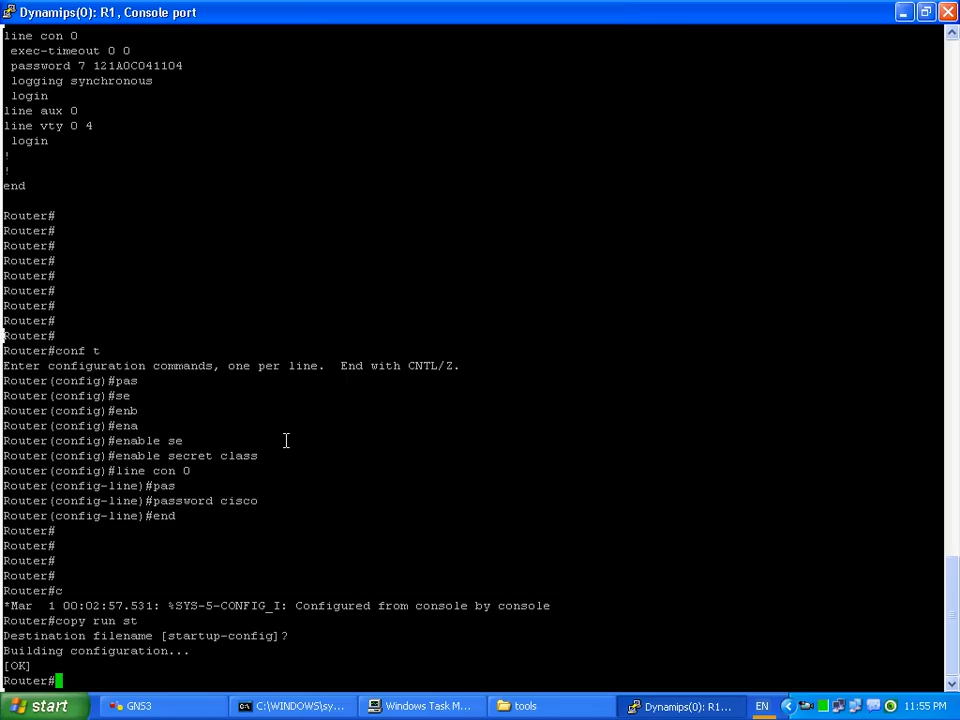 Dynamips(0): R1, Console port
line con 0
exec-timeout 0 0
password 7 121A0C041104
logging synchronous
login
line aux 0
line vty 0 4
login
!
!
end
Router#
Router#
Router#
Router#
Router#
Router#
Router#
Router#
Router#
Router#conf t
Enter configuration commands, one per line.  End with CNTL/Z.
Router(config)#pas
Router(config)#se
Router(config)#enb
Router(config)#ena
Router(config)#enable se
Router(config)#enable secret class
Router(config)#line con 0
Router(config-line)#pas
Router(config-line)#password cisco
Router(config-line)#end
Router#
Router#
Router#
Router#
Router#c
*Mar  1 00:02:57.531: %SYS-5-CONFIG_I: Configured from console by console
Router#copy run st
Destination filename [startup-config]?
Building configuration...
[OK]
Router#
start GNS3 C:\WINDOWS\sy... Windows Task M... tools Dynamips(0): R1... EN 11:55 PM